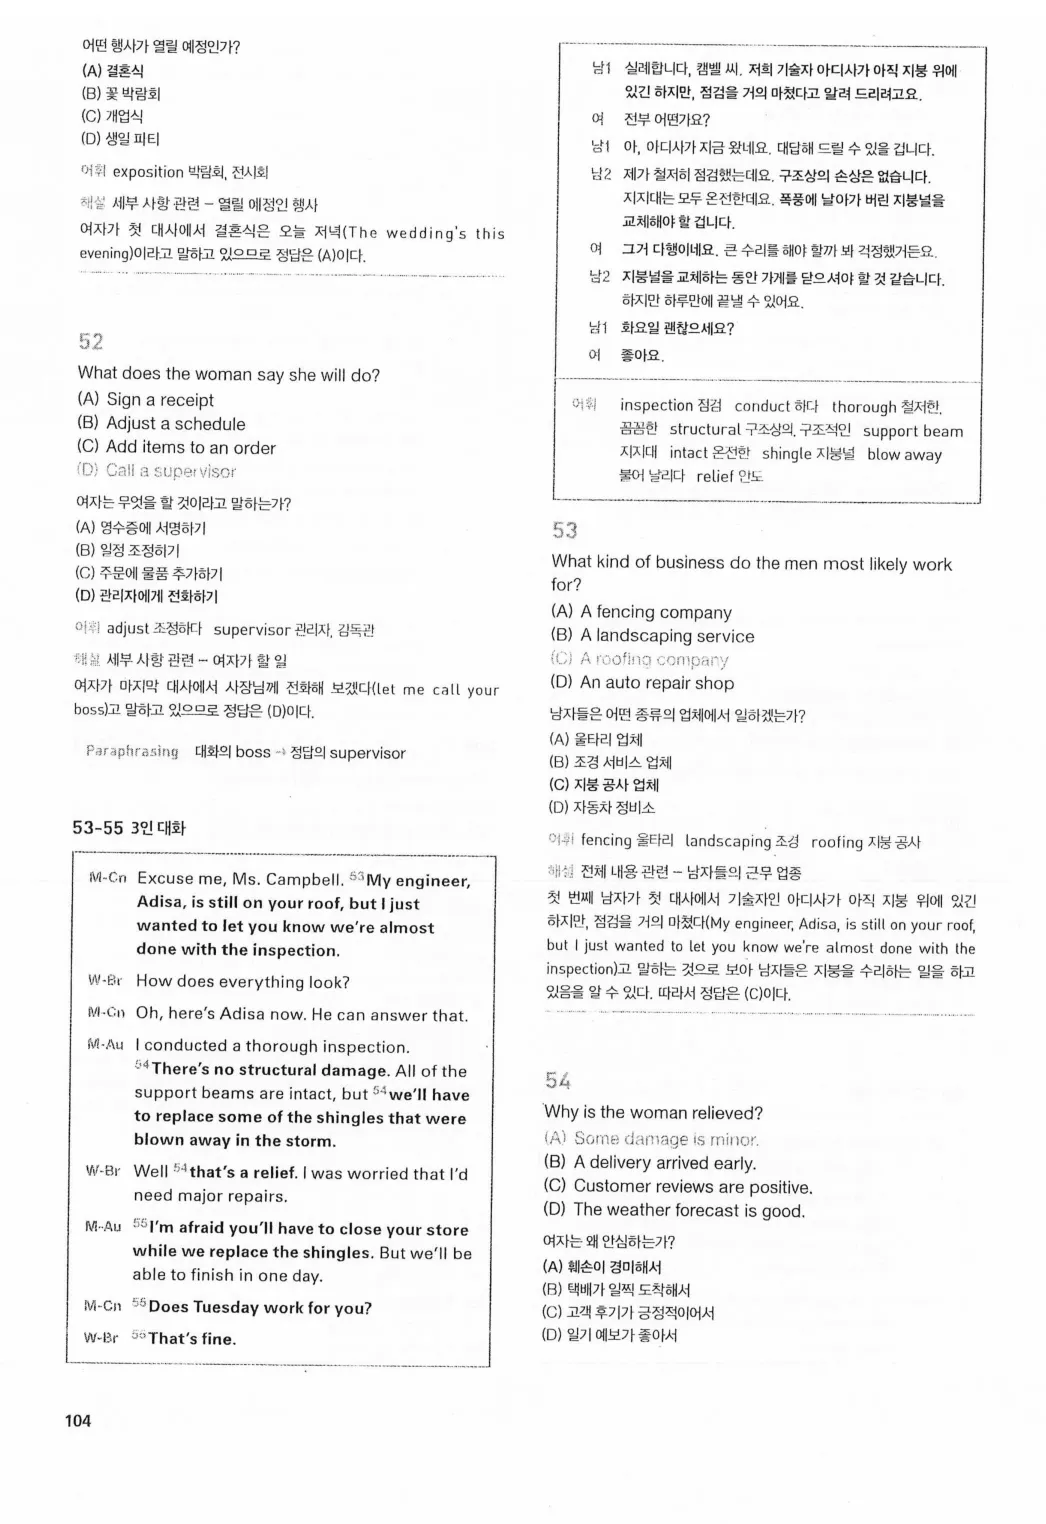 어떤 행사가 열릴 예정인가?
(A) 결혼식
(B) 꽃 박람회
(C) 개업식
(D) 생일 파티
어휘 exposition 박람회, 전시회
해설 세부 사항 관련 – 열릴 예정인 행사
여자가 첫 대사에서 결혼식은 오늘 저녁(The wedding's this
evening)이라고 말하고 있으므로 정답은 (A)이다.
52
What does the woman say she will do?
(A) Sign a receipt
(B) Adjust a schedule
(C) Add items to an order
(D) Call a supervisor
여자는 무엇을 할 것이라고 말하는가?
(A) 영수증에 서명하기
(B) 일정 조정하기
(C) 주문에 물품 추가하기
(D) 관리자에게 전화하기
어휘 adjust 조정하다 supervisor 관리자, 감독관
해설 세부 사항 관련 – 여자가 할 일
여자가 마지막 대사에서 사장님께 전화해 보겠다(let me call your
boss)고 말하고 있으므로 정답은 (D)이다.
Paraphrasing 대화의 boss → 정답의 supervisor
53-55 3인 대화
M-Cn Excuse me, Ms. Campbell. 53My engineer,
Adisa, is still on your roof, but I just
wanted to let you know we're almost
done with the inspection.
W-Br How does everything look?
M-Cn Oh, here's Adisa now. He can answer that.
M-Au I conducted a thorough inspection.
54There's no structural damage. All of the
support beams are intact, but 54we'll have
to replace some of the shingles that were
blown away in the storm.
W-Br Well 54that's a relief. I was worried that I'd
need major repairs.
M-Au 55I'm afraid you'll have to close your store
while we replace the shingles. But we'll be
able to finish in one day.
M-Cn 55Does Tuesday work for you?
W-Br 55That's fine.
104
남1 실례합니다, 캠벨 씨. 저희 기술자 아디사가 아직 지붕 위에
있긴 하지만, 점검을 거의 마쳤다고 알려 드리려고요.
여 전부 어떤가요?
남1 아, 아디사가 지금 왔네요. 대답해 드릴 수 있을 겁니다.
남2 제가 철저히 점검했는데요. 구조상의 손상은 없습니다.
지지대는 모두 온전한데요. 폭풍에 날아가 버린 지붕널을
교체해야 할 겁니다.
여 그거 다행이네요. 큰 수리를 해야 할까 봐 걱정했거든요.
남2 지붕널을 교체하는 동안 가게를 닫으셔야 할 것 같습니다.
하지만 하루만에 끝낼 수 있어요.
남1 화요일 괜찮으세요?
여 좋아요.
어휘 inspection 점검 conduct 하다 thorough 철저한,
꼼꼼한 structural 구조상의, 구조적인 support beam
지지대 intact 온전한 shingle 지붕널 blow away
불어 날리다 relief 안도
53
What kind of business do the men most likely work
for?
(A) A fencing company
(B) A landscaping service
(C) A roofing company
(D) An auto repair shop
남자들은 어떤 종류의 업체에서 일하겠는가?
(A) 울타리 업체
(B) 조경 서비스 업체
(C) 지붕 공사 업체
(D) 자동차 정비소
어휘 fencing 울타리 landscaping 조경 roofing 지붕 공사
해설 전체 내용 관련 – 남자들의 근무 업종
첫 번째 남자가 첫 대사에서 기술자인 아디사가 아직 지붕 위에 있긴
하지만, 점검을 거의 마쳤다(My engineer, Adisa, is still on your roof,
but I just wanted to let you know we're almost done with the
inspection)고 말하는 것으로 보아 남자들은 지붕을 수리하는 일을 하고
있음을 알 수 있다. 따라서 정답은 (C)이다.
54
Why is the woman relieved?
(A) Some damage is minor.
(B) A delivery arrived early.
(C) Customer reviews are positive.
(D) The weather forecast is good.
여자는 왜 안심하는가?
(A) 훼손이 경미해서
(B) 택배가 일찍 도착해서
(C) 고객 후기가 긍정적이어서
(D) 일기 예보가 좋아서